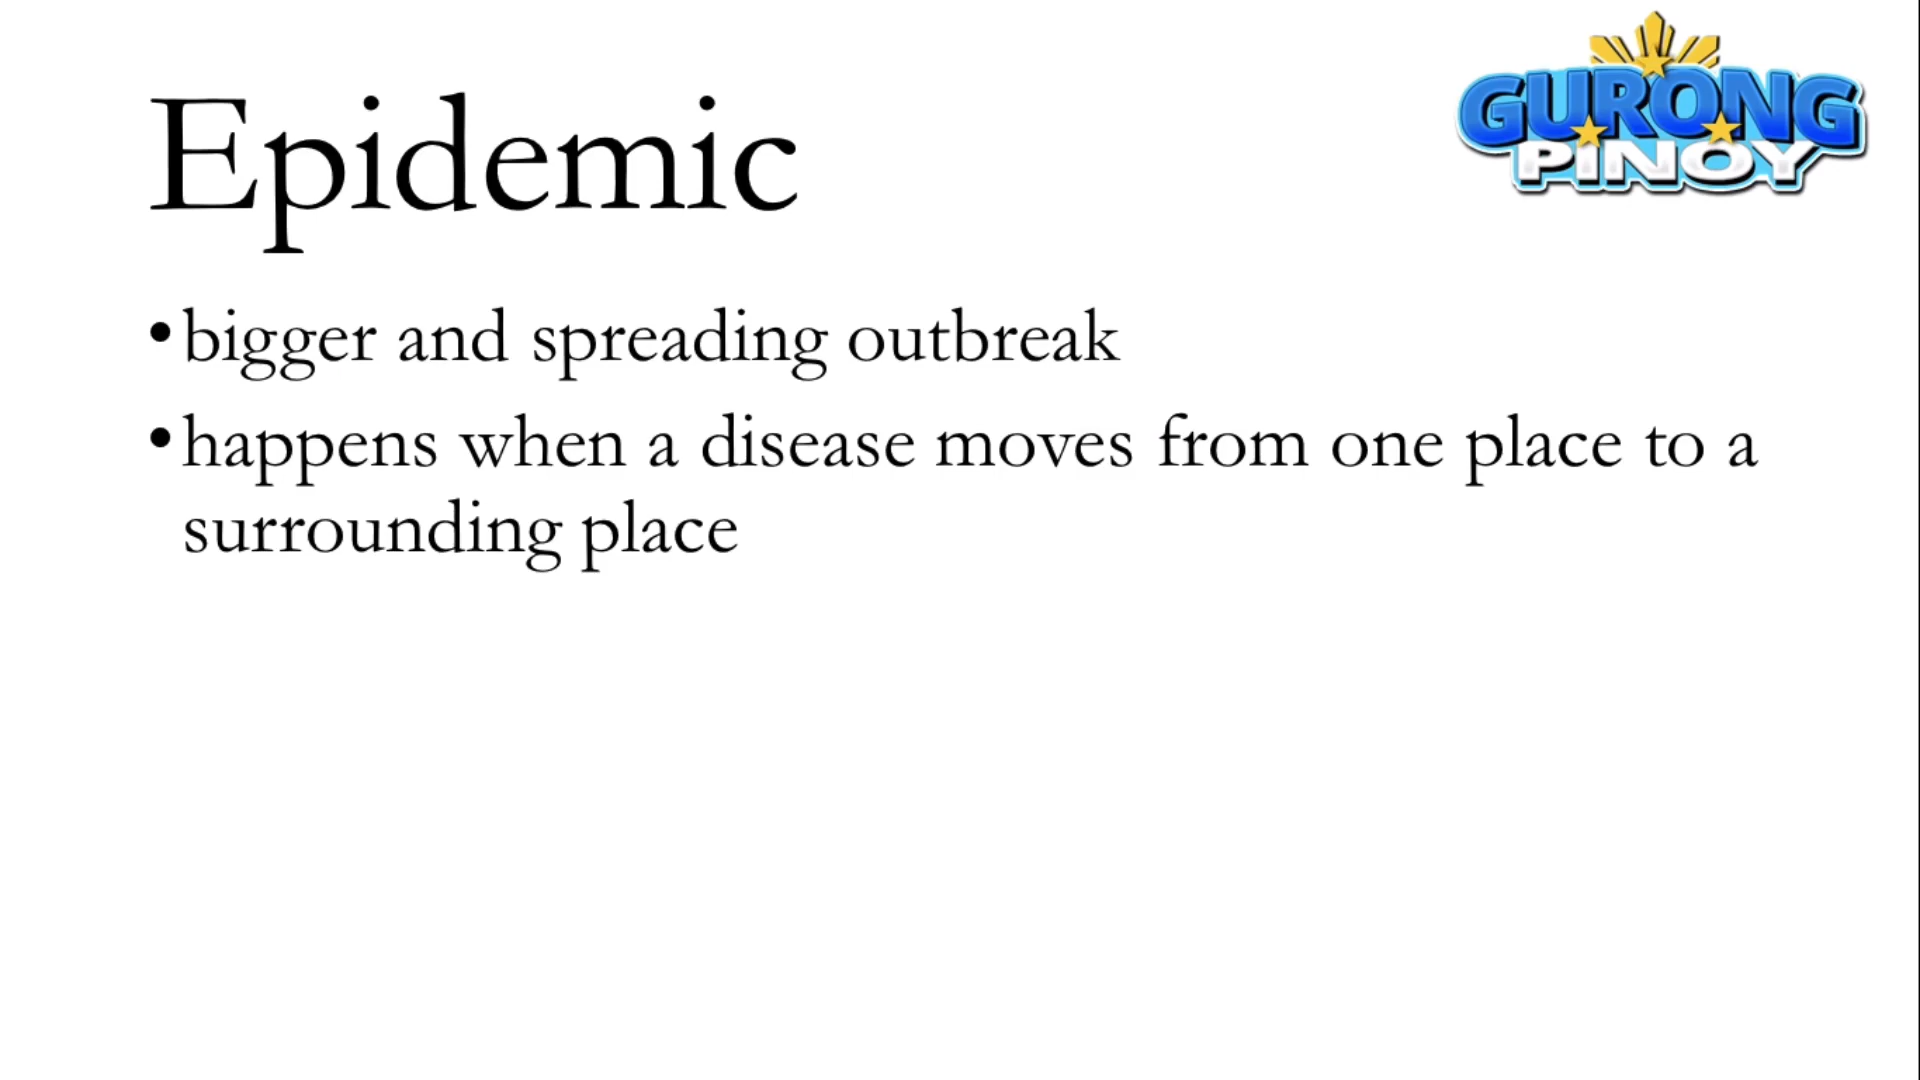 GURONG
PINOY
Epidemic
•bigger and spreading outbreak
•happens when a disease moves from one place to a
surrounding place